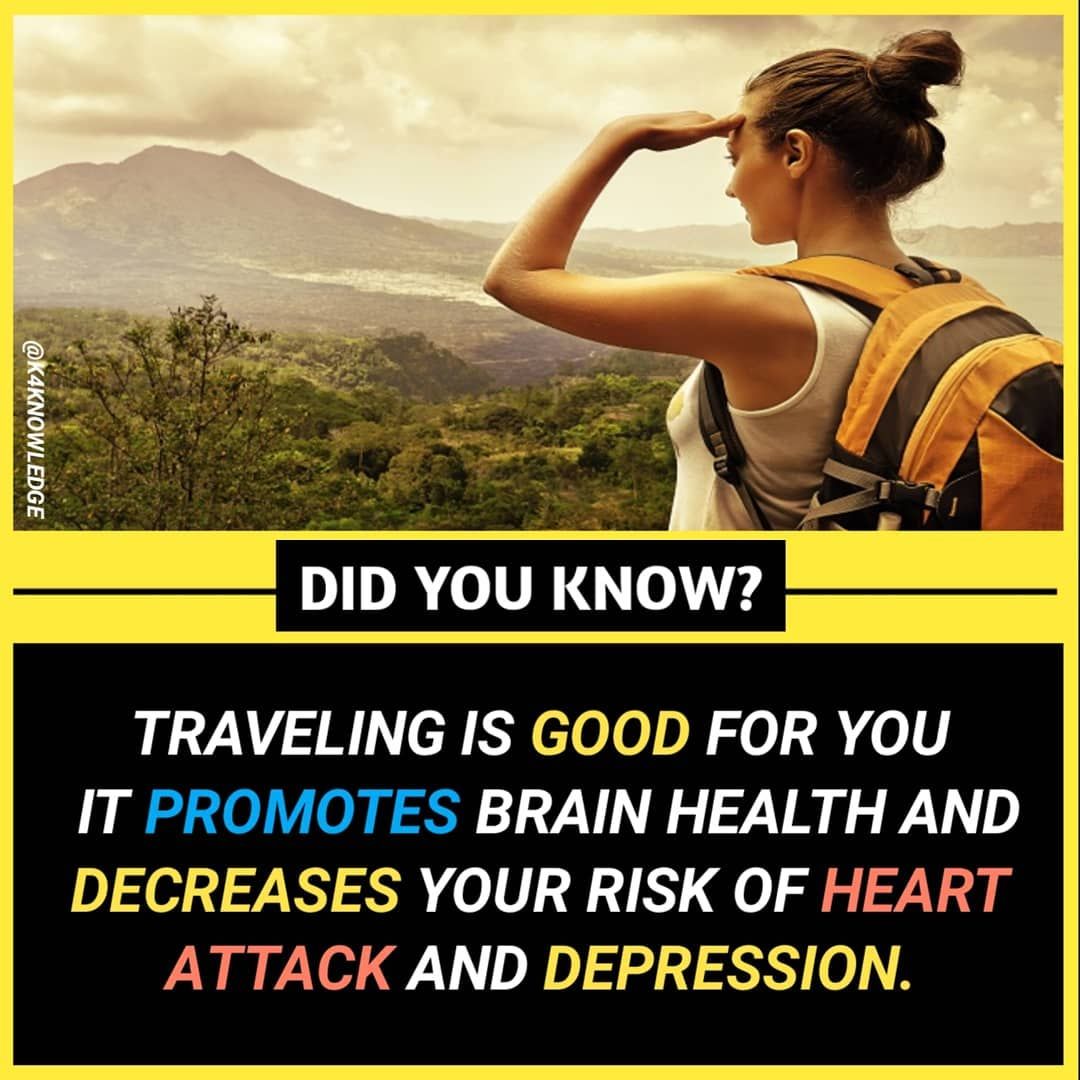 @K4KNOWLEDGE
DID YOU KNOW?
TRAVELING IS GOOD FOR YOU
IT PROMOTES BRAIN HEALTH AND
DECREASES YOUR RISK OF HEART
ATTACK AND DEPRESSION.